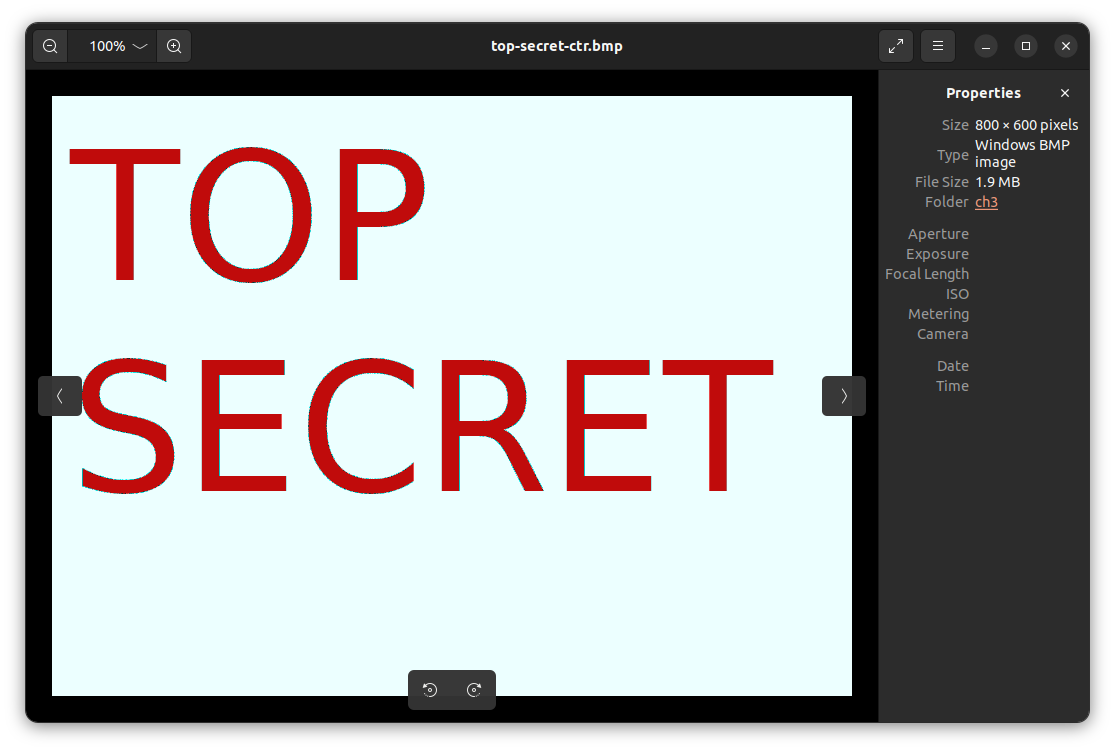 100%
top-secret-ctr.bmp
TOP
SECRET
Properties
Size 800 × 600 pixels
Type Windows BMP
image
File Size 1.9 MB
Folder ch3
Aperture
Exposure
Focal Length
ISO
Metering
Camera
Date
Time